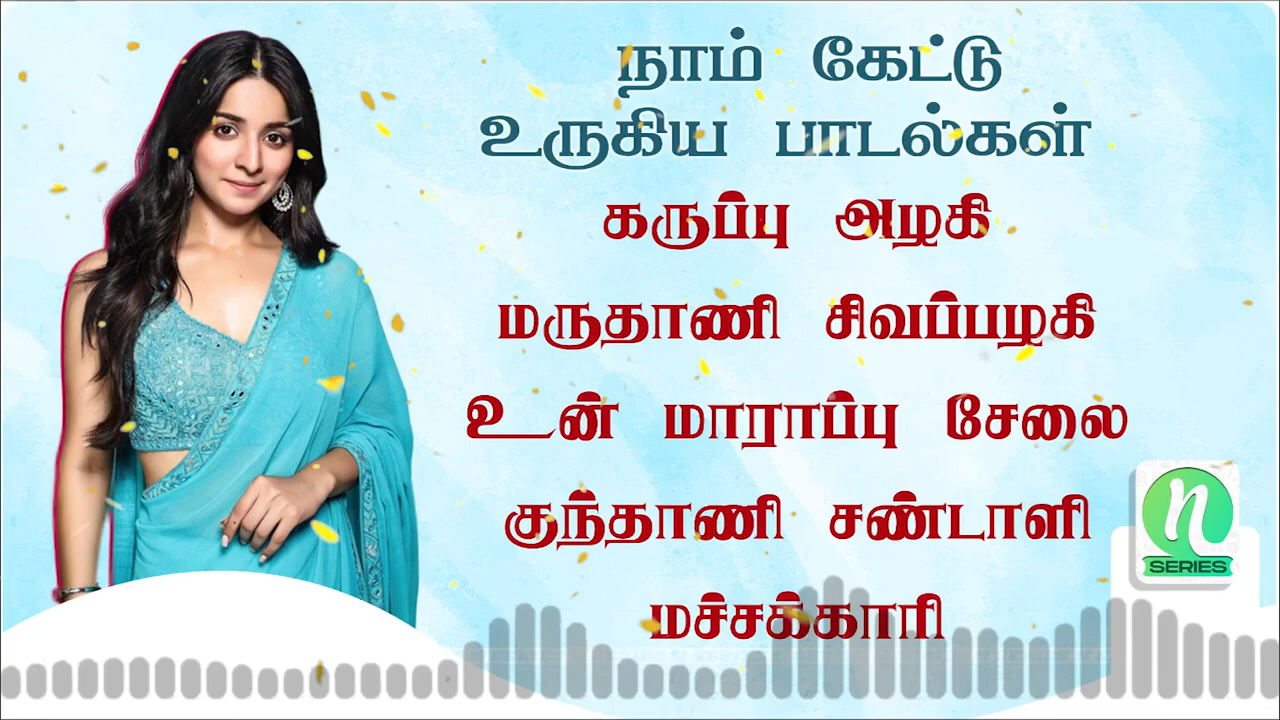 நாம் கேட்டு
உருகிய பாடல்கள்
கருப்பு அழகி
மருதாணி சிவப்பழகி
உன் மாராப்பு சேலை
குந்தாணி சண்டாளி
மச்சக்காரி
n
SERIES